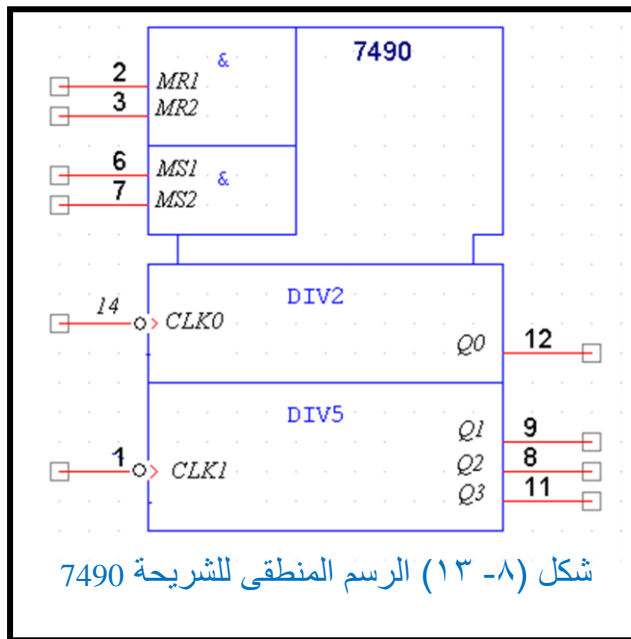 7490
&
2 MR1
3 MR2
6 MS1
&
7 MS2
DIV2
14 CLK0
Q0 12
DIV5
Q1 9
1 CLK1
Q2 8
Q3 11
شكل (٨- ١٣) الرسم المنطقى للشريحة 7490